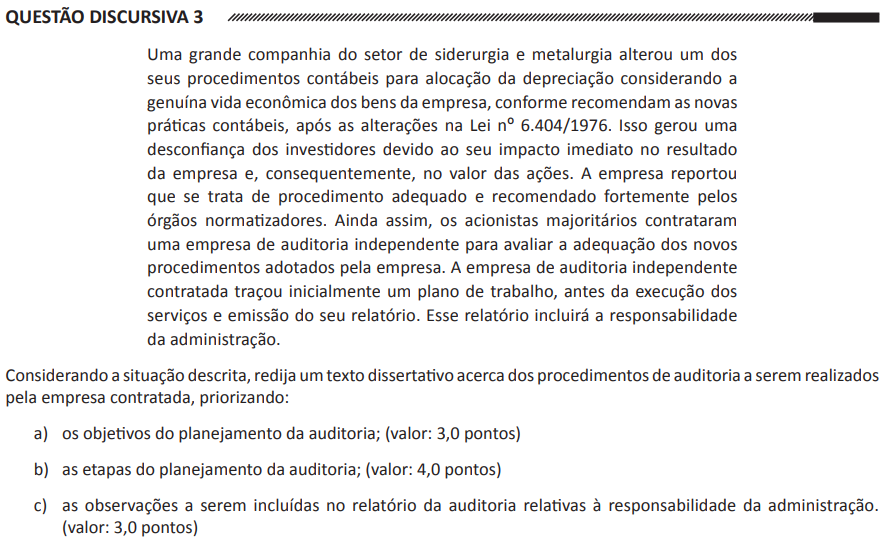 QUESTÃO DISCURSIVA 3
Uma grande companhia do setor de siderurgia e metalurgia alterou um dos
seus procedimentos contábeis para alocação da depreciação considerando a
genuína vida econômica dos bens da empresa, conforme recomendam as novas
práticas contábeis, após as alterações na Lei nº 6.404/1976. Isso gerou uma
desconfiança dos investidores devido ao seu impacto imediato no resultado
da empresa e, consequentemente, no valor das ações. A empresa reportou
que se trata de procedimento adequado e recomendado fortemente pelos
órgãos normatizadores. Ainda assim, os acionistas majoritários contrataram
uma empresa de auditoria independente para avaliar a adequação dos novos
procedimentos adotados pela empresa. A empresa de auditoria independente
contratada traçou inicialmente um plano de trabalho, antes da execução dos
serviços e emissão do seu relatório. Esse relatório incluirá a responsabilidade
da administração.
Considerando a situação descrita, redija um texto dissertativo acerca dos procedimentos de auditoria a serem realizados
pela empresa contratada, priorizando:
a) os objetivos do planejamento da auditoria; (valor: 3,0 pontos)
b) as etapas do planejamento da auditoria; (valor: 4,0 pontos)
c) as observações a serem incluídas no relatório da auditoria relativas à responsabilidade da administração.
(valor: 3,0 pontos)